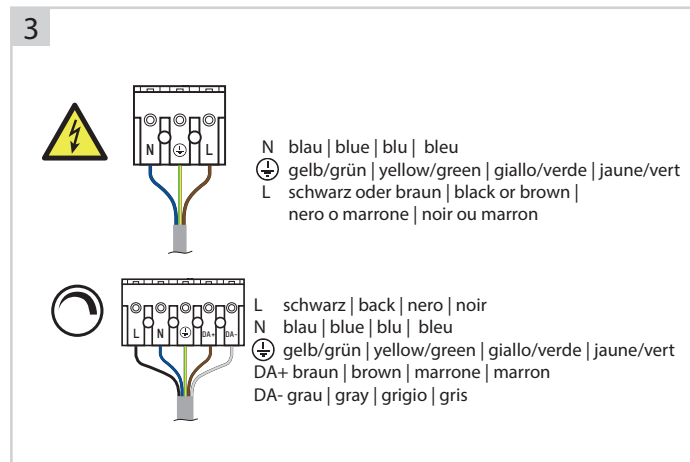 3
N L
N blau | blue | blu | bleu
gelb/grün | yellow/green | giallo/verde | jaune/vert
L schwarz oder braun | black or brown |
nero o marrone | noir ou marron
L N DA+ DA-
L schwarz | back | nero | noir
N blau | blue | blu | bleu
gelb/grün | yellow/green | giallo/verde | jaune/vert
DA+ braun | brown | marrone | marron
DA- grau | gray | grigio | gris